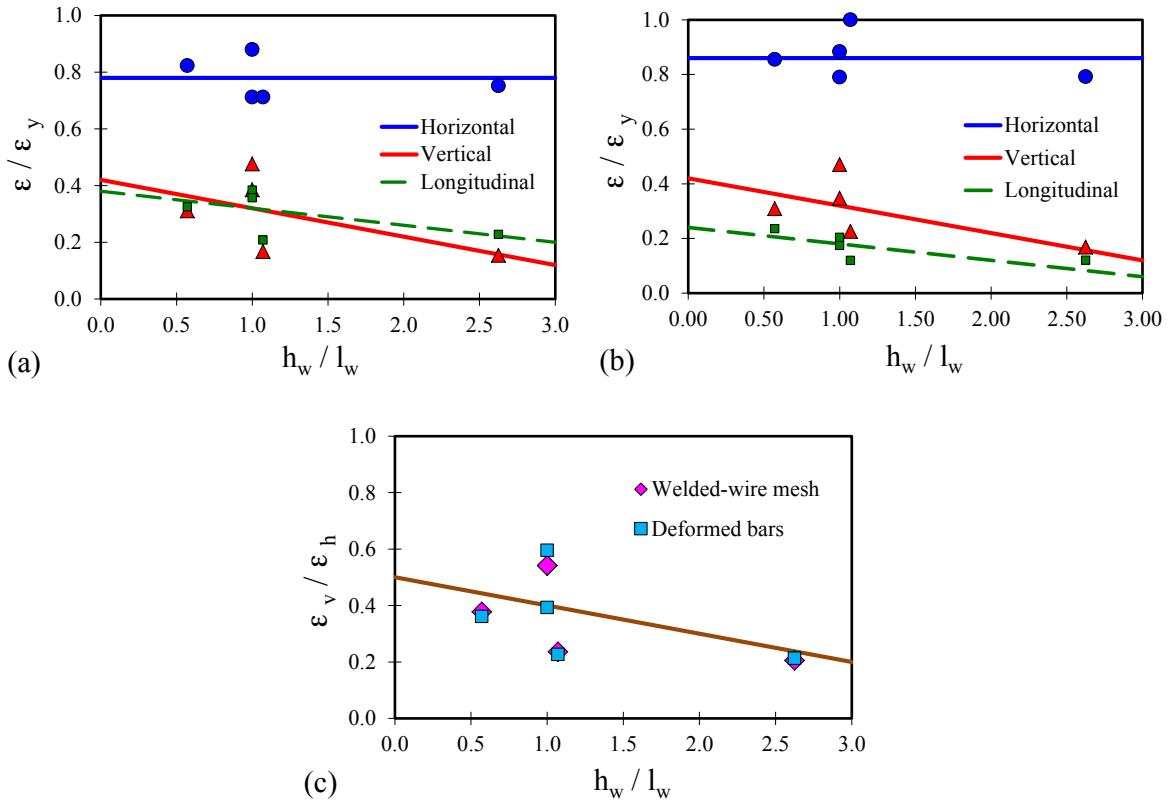 1.0
0.8
0.6
0.4
0.2
0.0
ε / ε y
0.0 0.5 1.0 1.5 2.0 2.5 3.0
h w / l w
Horizontal
Vertical
Longitudinal
(a)
1.0
0.8
0.6
0.4
0.2
0.0
ε / ε y
0.00 0.50 1.00 1.50 2.00 2.50 3.00
h w / l w
Horizontal
Vertical
Longitudinal
(b)
1.0
0.8
0.6
0.4
0.2
0.0
ε v / ε h
0.0 0.5 1.0 1.5 2.0 2.5 3.0
h w / l w
Welded-wire mesh
Deformed bars
(c)